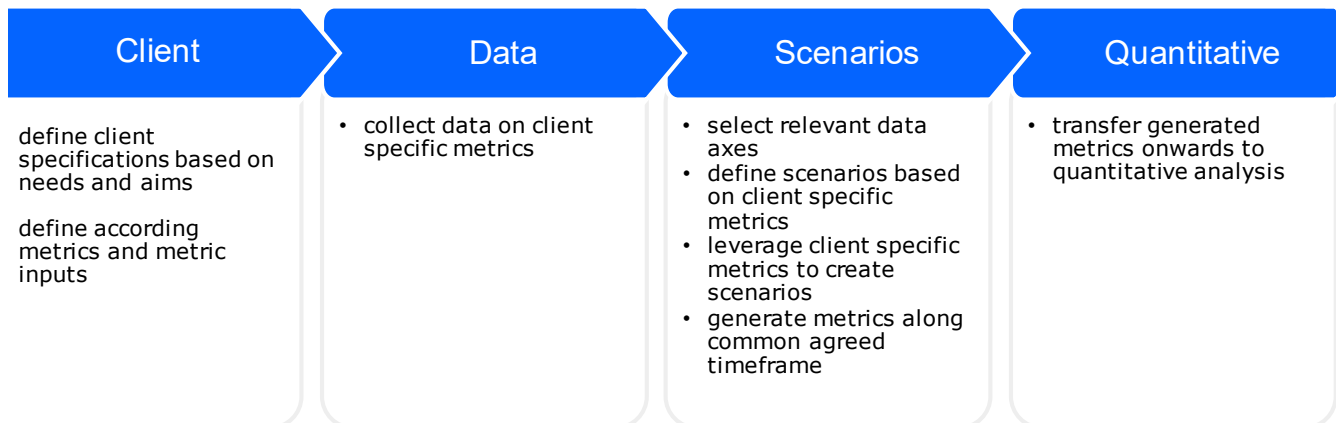 Client
Data
Scenarios
Quantitative
define client
specifications based on
needs and aims
define according
metrics and metric
inputs
• collect data on client
specific metrics
• select relevant data
axes
• define scenarios based
on client specific
metrics
• leverage client specific
metrics to create
scenarios
• generate metrics along
common agreed
timeframe
• transfer generated
metrics onwards to
quantitative analysis